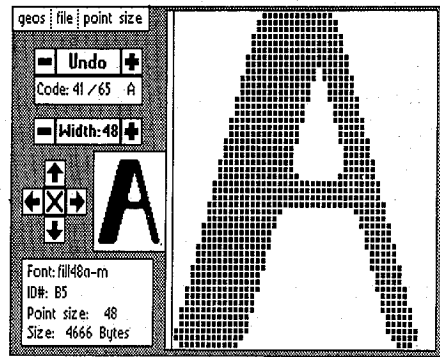 geos file point size
Undo
Code: 41 / 65 A
Width: 48
Font: fill48a-m
ID#: B5
Point size: 48
Size: 4666 Bytes